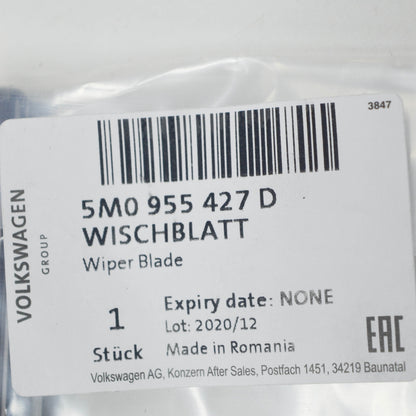 3847
VOLKSWAGEN
GROUP
5M0 955 427 D
WISCHBLATT
Wiper Blade
1
Stück
Expiry date: NONE
Lot: 2020/12
Made in Romania
EAC
Volkswagen AG, Konzern After Sales, Postfach 1451, 34219 Baunatal